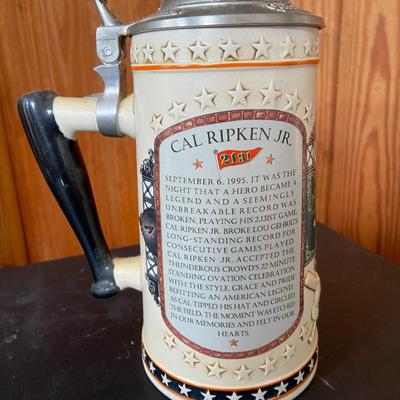 CAL RIPKEN JR.
2131
SEPTEMBER 6, 1995, IT WAS THE
NIGHT THAT A HERO BECAME A
LEGEND AND A SEEMINGLY
UNBREAKABLE RECORD WAS
BROKEN. PLAYING HIS 2,131ST GAME,
CAL RIPKEN JR. BROKE LOU GEHRIG'S
LONG-STANDING RECORD FOR
CONSECUTIVE GAMES PLAYED.
CAL RIPKEN JR. ACCEPTED THE
THUNDEROUS CROWD'S 22 MINUTE
STANDING OVATION CELEBRATION
WITH THE STYLE, GRACE AND PRIDE
BEFITTING AN AMERICAN LEGEND
AS CAL TIPPED HIS HAT AND CIRCLED
THE FIELD. THE MOMENT WAS ETCHED
IN OUR MEMORIES AND FELT IN OUR
HEARTS.